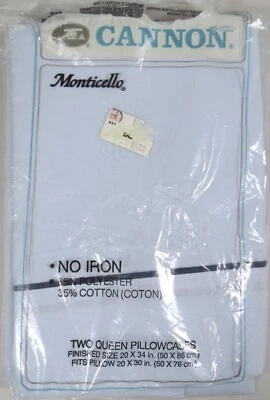 CANNON®
Monticello®
• NO IRON
POLYESTER
35% COTTON (COTON)
TWO QUEEN PILLOWCASES
FINISHED SIZE 20 X 34 in. (50 X 86 cm)
FITS PILLOW 20 X 30 in. (50 X 76 cm)